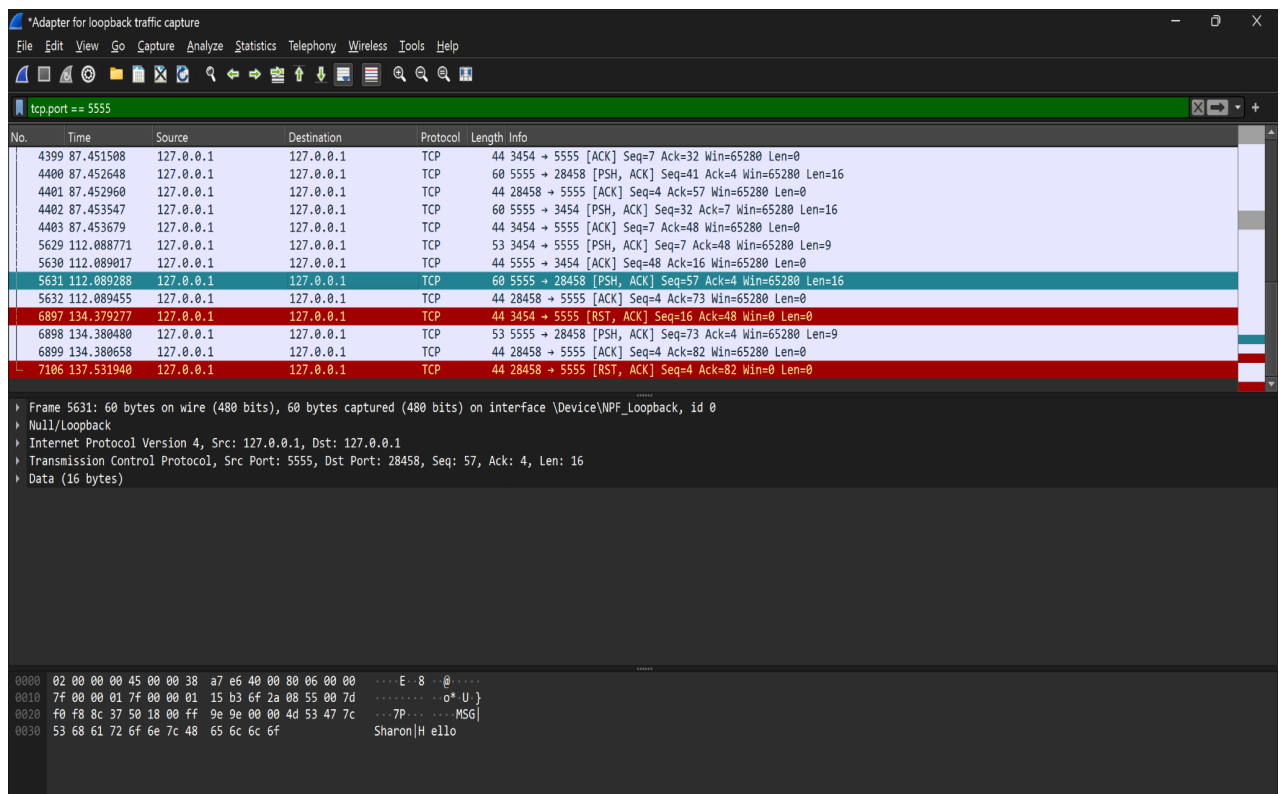 *Adapter for loopback traffic capture
File Edit View Go Capture Analyze Statistics Telephony Wireless Tools Help
tcp.port == 5555
No. Time Source Destination Protocol Length Info
4399 87.451508 127.0.0.1 127.0.0.1 TCP 44 3454 → 5555 [ACK] Seq=7 Ack=32 Win=65280 Len=0
4400 87.452648 127.0.0.1 127.0.0.1 TCP 60 5555 → 28458 [PSH, ACK] Seq=41 Ack=4 Win=65280 Len=16
4401 87.452960 127.0.0.1 127.0.0.1 TCP 44 28458 → 5555 [ACK] Seq=4 Ack=57 Win=65280 Len=0
4402 87.453547 127.0.0.1 127.0.0.1 TCP 60 5555 → 3454 [PSH, ACK] Seq=32 Ack=7 Win=65280 Len=16
4403 87.453679 127.0.0.1 127.0.0.1 TCP 44 3454 → 5555 [ACK] Seq=7 Ack=48 Win=65280 Len=0
5629 112.088771 127.0.0.1 127.0.0.1 TCP 53 3454 → 5555 [PSH, ACK] Seq=7 Ack=48 Win=65280 Len=9
5630 112.089017 127.0.0.1 127.0.0.1 TCP 44 5555 → 3454 [ACK] Seq=48 Ack=16 Win=65280 Len=0
5631 112.089288 127.0.0.1 127.0.0.1 TCP 60 5555 → 28458 [PSH, ACK] Seq=57 Ack=4 Win=65280 Len=16
5632 112.089455 127.0.0.1 127.0.0.1 TCP 44 28458 → 5555 [ACK] Seq=4 Ack=73 Win=65280 Len=0
6897 134.379277 127.0.0.1 127.0.0.1 TCP 44 3454 → 5555 [RST, ACK] Seq=16 Ack=48 Win=0 Len=0
6898 134.380480 127.0.0.1 127.0.0.1 TCP 53 5555 → 28458 [PSH, ACK] Seq=73 Ack=4 Win=65280 Len=9
6899 134.380658 127.0.0.1 127.0.0.1 TCP 44 28458 → 5555 [ACK] Seq=4 Ack=82 Win=65280 Len=0
7106 137.531940 127.0.0.1 127.0.0.1 TCP 44 28458 → 5555 [RST, ACK] Seq=4 Ack=82 Win=0 Len=0
Frame 5631: 60 bytes on wire (480 bits), 60 bytes captured (480 bits) on interface \Device\NPF_Loopback, id 0
Null/Loopback
Internet Protocol Version 4, Src: 127.0.0.1, Dst: 127.0.0.1
Transmission Control Protocol, Src Port: 5555, Dst Port: 28458, Seq: 57, Ack: 4, Len: 16
Data (16 bytes)
0000 02 00 00 00 45 00 00 38 a7 e6 40 00 80 06 00 00 ····E··8 ··@·····
0010 7f 00 00 01 7f 00 00 01 15 b3 6f 2a 08 55 00 7d ········ ··o*·U·}
0020 f0 f8 8c 37 50 18 00 ff 9e 9e 00 00 4d 53 47 7c ···7P··· ····MSG|
0030 53 68 61 72 6f 6e 7c 48 65 6c 6c 6f Sharon|H ello